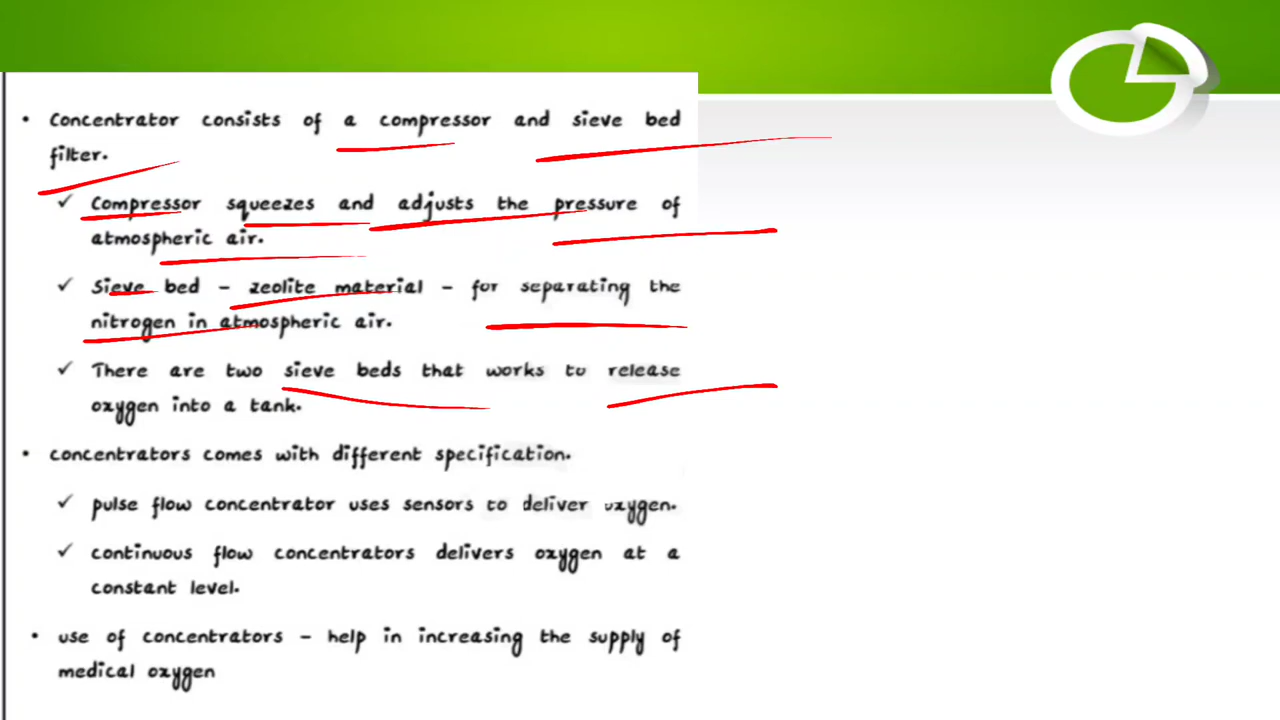 • Concentrator consists of a compressor and sieve bed
filter.
✓ Compressor squeezes and adjusts the pressure of
atmospheric air.
✓ Sieve bed – zeolite material – for separating the
nitrogen in atmospheric air.
✓ There are two sieve beds that works to release
oxygen into a tank.
• concentrators comes with different specification.
✓ pulse flow concentrator uses sensors to deliver oxygen.
✓ continuous flow concentrators delivers oxygen at a
constant level.
• use of concentrators – help in increasing the supply of
medical oxygen